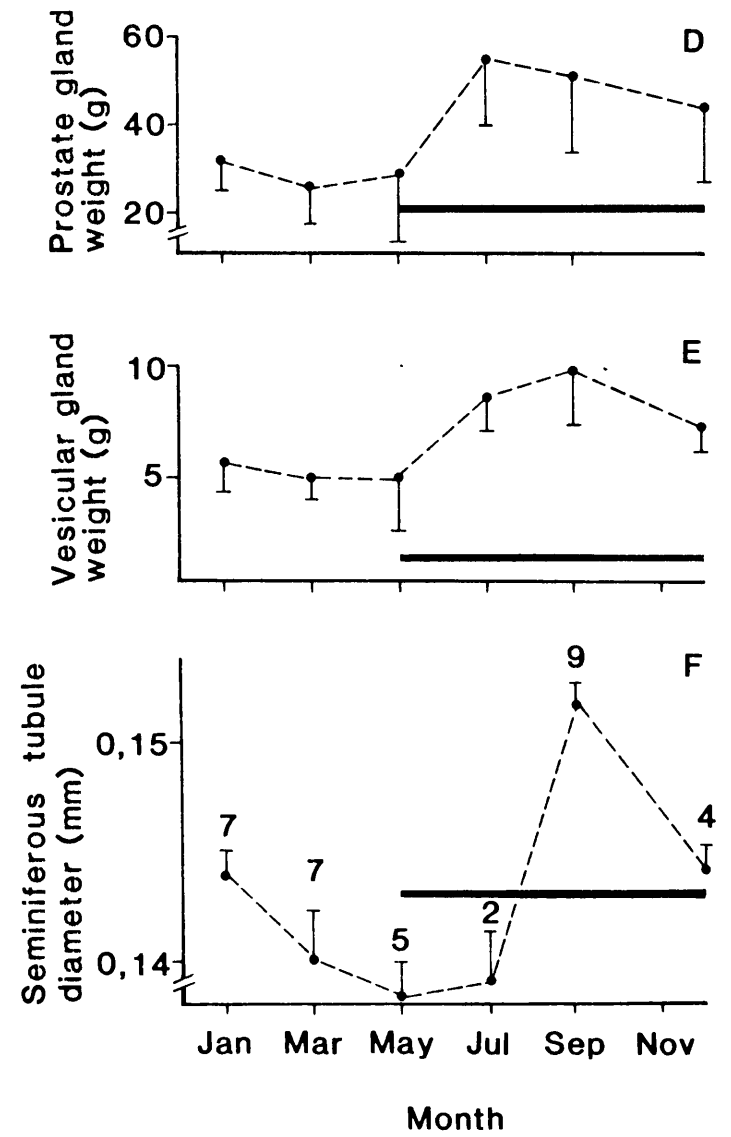 D
Prostate gland
weight (g)
60
40
20
E
Vesicular gland
weight (g)
10
5
F
Seminiferous tubule
diameter (mm)
0,15
0,14
7
7
5
2
9
4
Jan Mar May Jul Sep Nov
Month